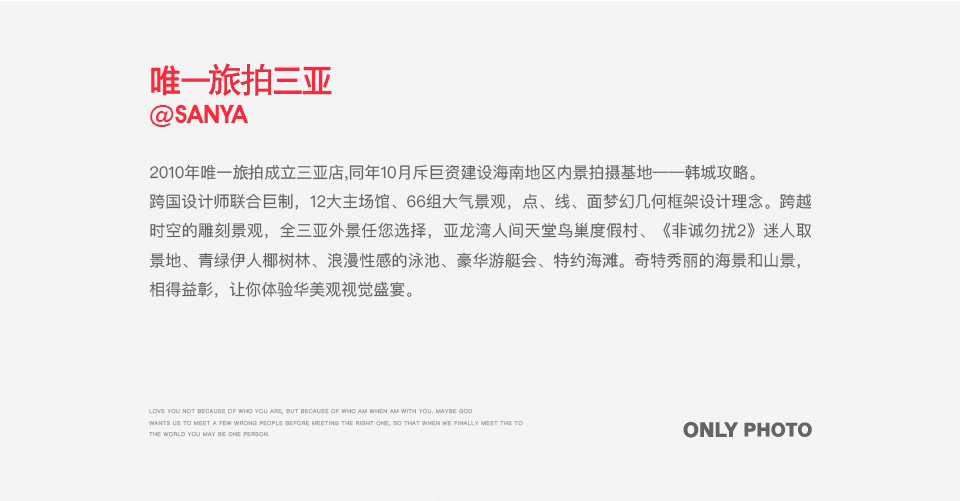 唯一旅拍三亚
@SANYA
2010年唯一旅拍成立三亚店,同年10月斥巨资建设海南地区内景拍摄基地——韩城攻略。
跨国设计师联合巨制，12大主场馆、66组大气景观，点、线、面梦幻几何框架设计理念。跨越
时空的雕刻景观，全三亚外景任您选择，亚龙湾人间天堂鸟巢度假村、《非诚勿扰2》迷人取
景地、青绿伊人椰树林、浪漫性感的泳池、豪华游艇会、特约海滩。奇特秀丽的海景和山景，
相得益彰，让你体验华美观视觉盛宴。
LOVE YOU NOT BECAUSE OF WHO YOU ARE, BUT BECAUSE OF WHO AM WHEN AM WITH YOU. MAYBE GOD
WANTS US TO MEET A FEW WRONG PEOPLE BEFORE MEETING THE RIGHT ONE, SO THAT WHEN WE FINALLY MEET THE TO
THE WORLD YOU MAY BE ONE PERSON.
ONLY PHOTO